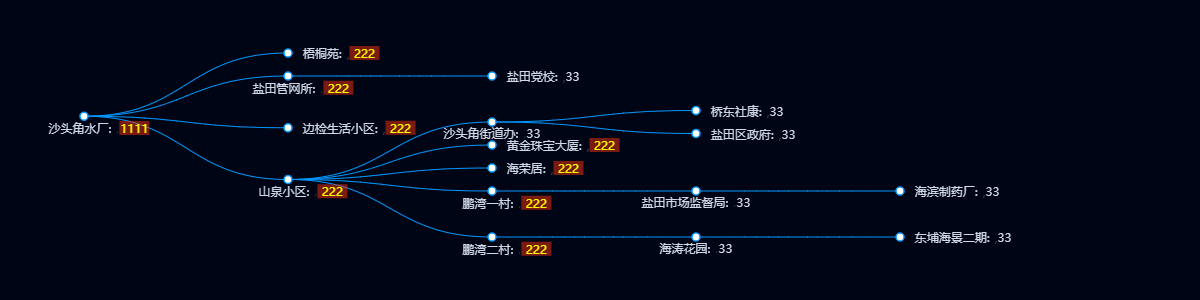 梧桐苑: 222
盐田管网所: 222
盐田党校: 33
沙头角水厂: 1111
边检生活小区: 222
沙头角街道办: 33
桥东社康: 33
盐田区政府: 33
黄金珠宝大厦: 222
海荣居: 222
山泉小区: 222
鹏湾一村: 222
盐田市场监督局: 33
海滨制药厂: 33
鹏湾二村: 222
海涛花园: 33
东埔海景二期: 33